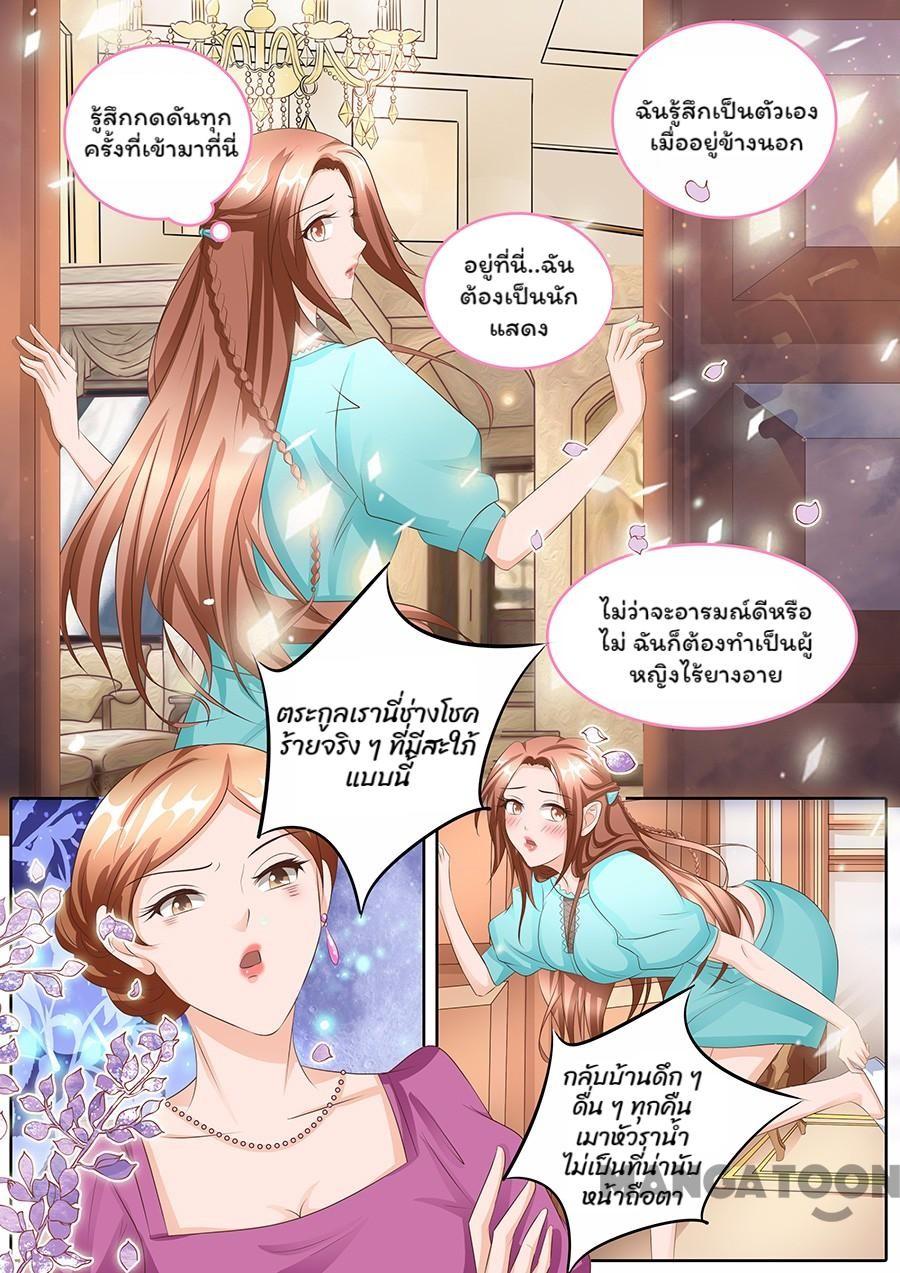 รู้สึกกดดันทุก
ครั้งที่เข้ามาที่นี่
ฉันรู้สึกเป็นตัวเอง
เมื่ออยู่ข้างนอก
อยู่ที่นี่..ฉัน
ต้องเป็นนัก
แสดง
ไม่ว่าจะอารมณ์ดีหรือ
ไม่ ฉันก็ต้องทำเป็นผู้
หญิงไร้ยางอาย
ตระกูลเรานี่ช่างโชค
ร้ายจริง ๆ ที่มีสะใภ้
แบบนี้
กลับบ้านดึก ๆ
ดื่น ๆ ทุกคืน
เมาหัวราน้ำ
ไม่เป็นที่น่านับ
หน้าถือตา
MANGATOON